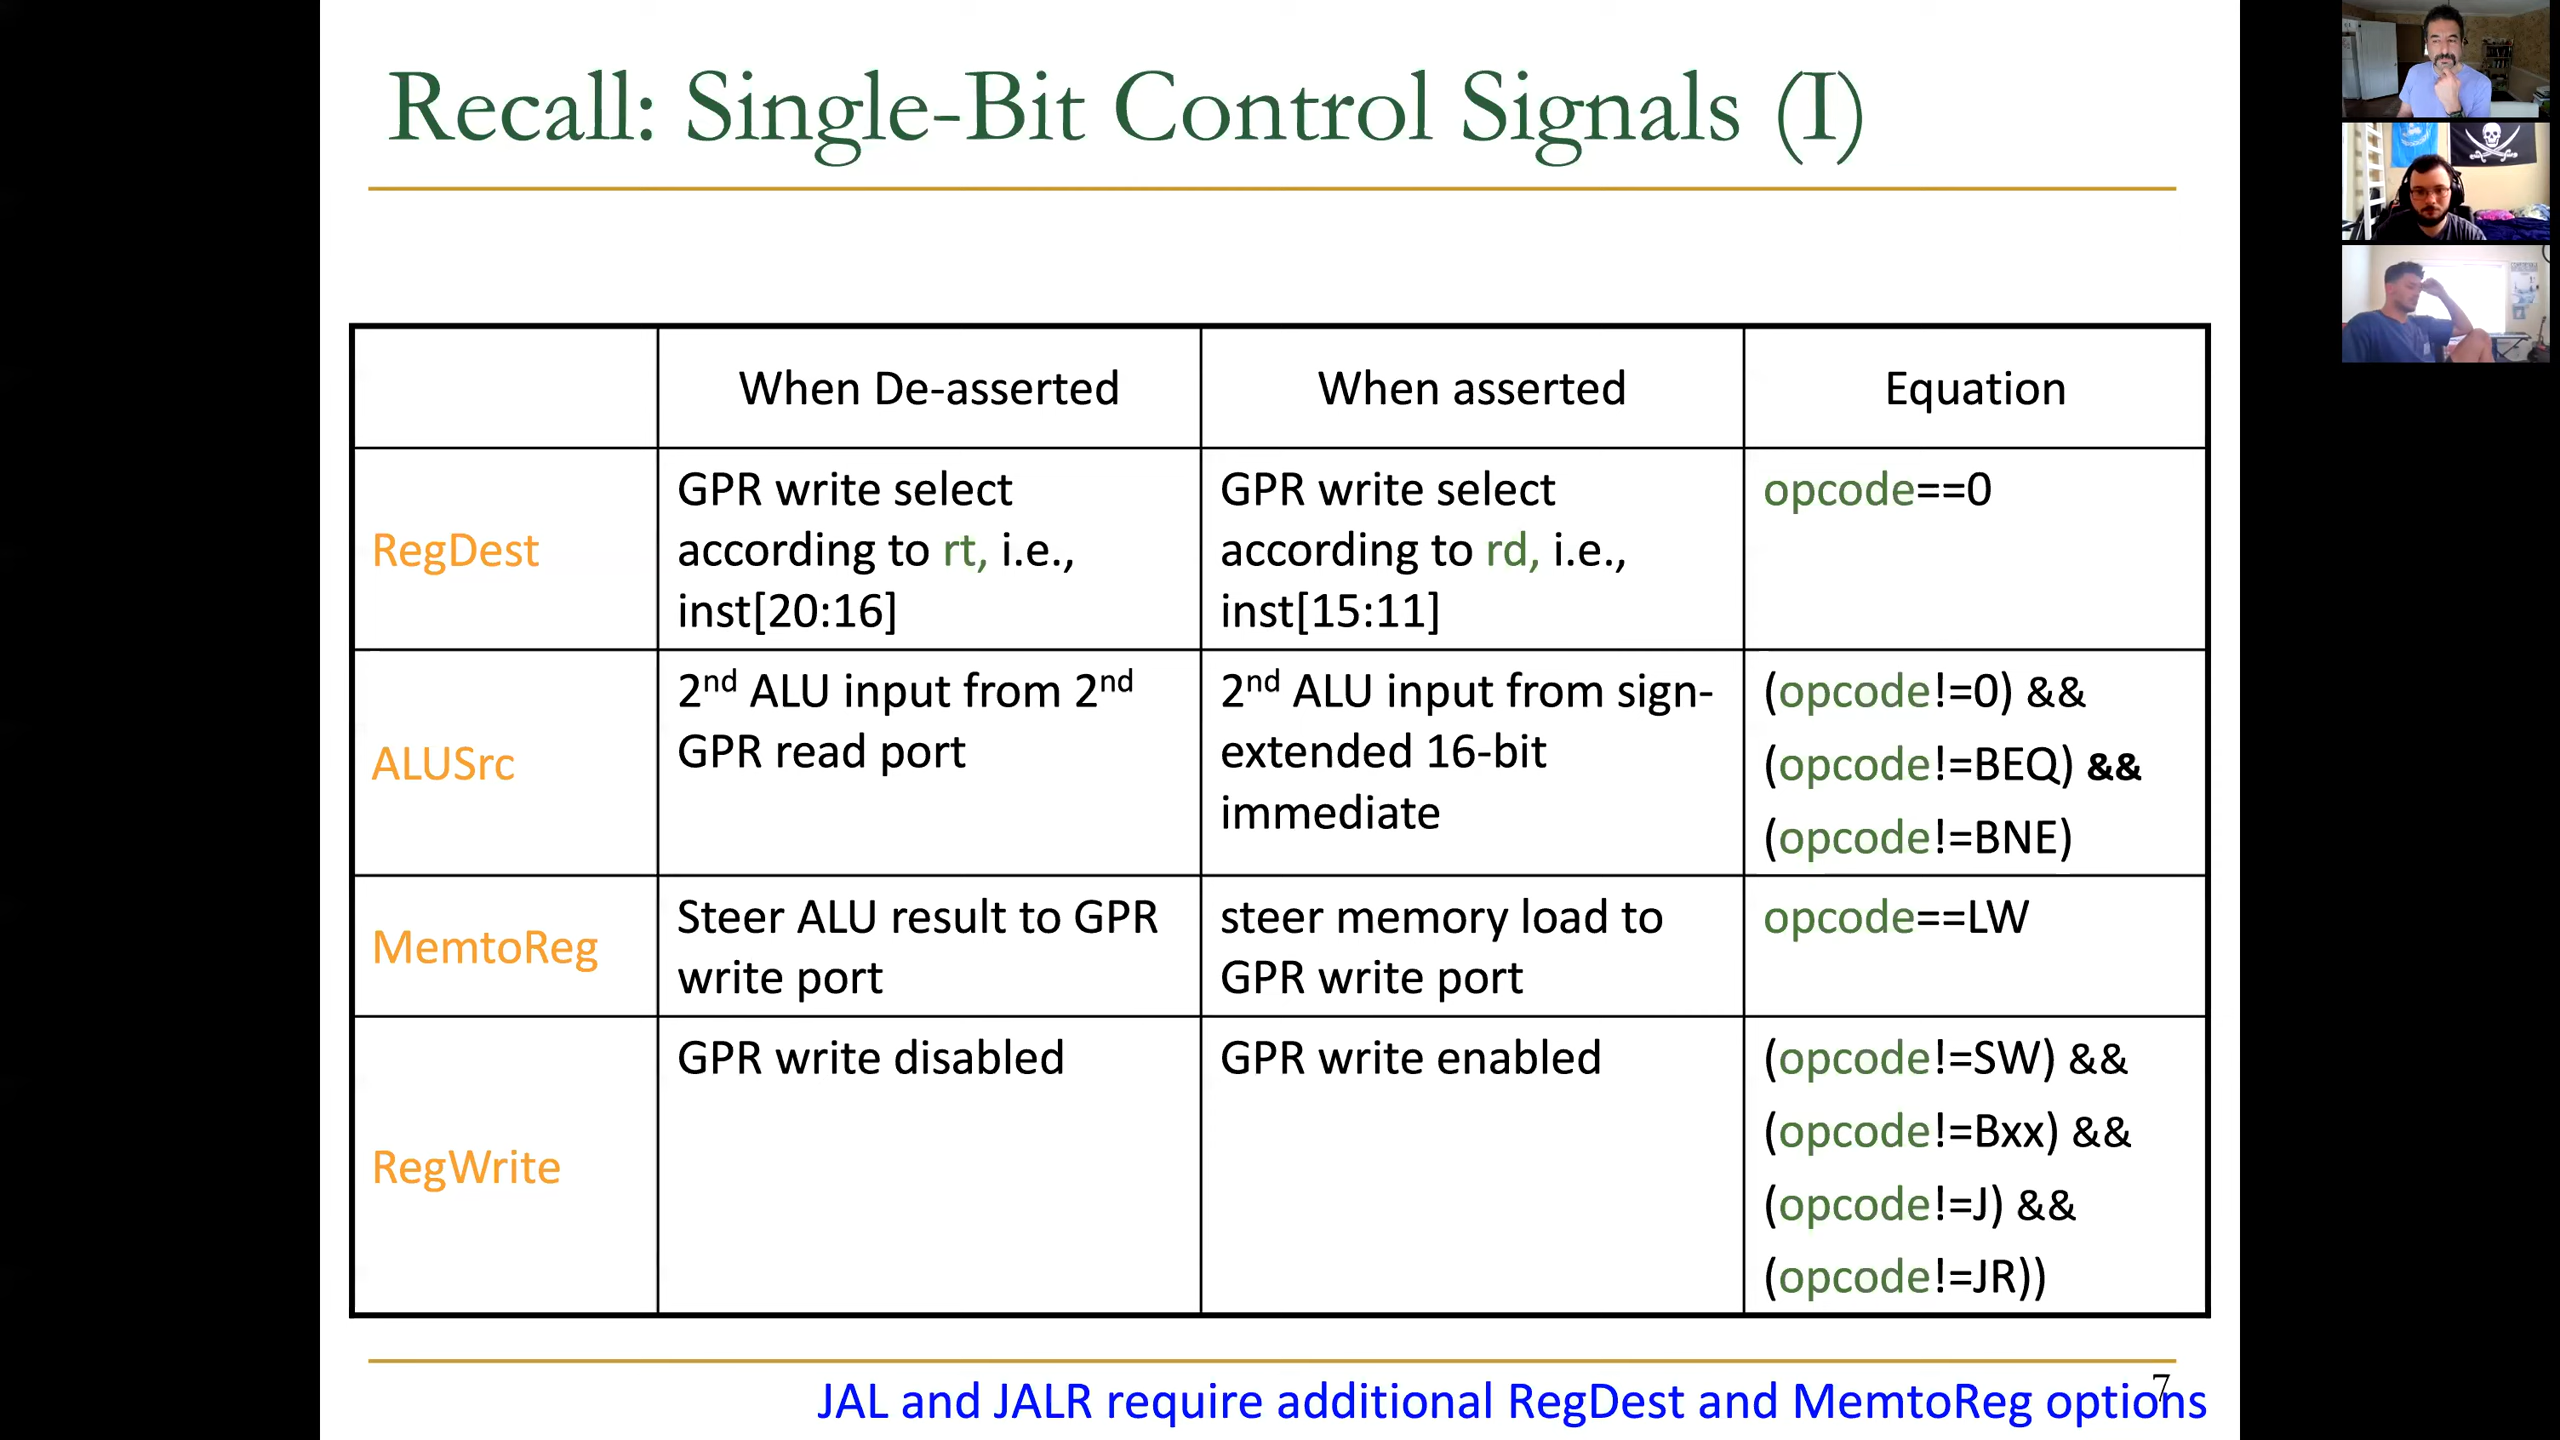 Recall: Single-Bit Control Signals (I)
When De-asserted
When asserted
Equation
RegDest
GPR write select
according to rt, i.e.,
inst[20:16]
GPR write select
according to rd, i.e.,
inst[15:11]
opcode==0
ALUSrc
2nd ALU input from 2nd
GPR read port
2nd ALU input from sign-
extended 16-bit
immediate
(opcode!=0) &&
(opcode!=BEQ) &&
(opcode!=BNE)
MemtoReg
Steer ALU result to GPR
write port
steer memory load to
GPR write port
opcode==LW
RegWrite
GPR write disabled
GPR write enabled
(opcode!=SW) &&
(opcode!=Bxx) &&
(opcode!=J) &&
(opcode!=JR))
JAL and JALR require additional RegDest and MemtoReg options
7